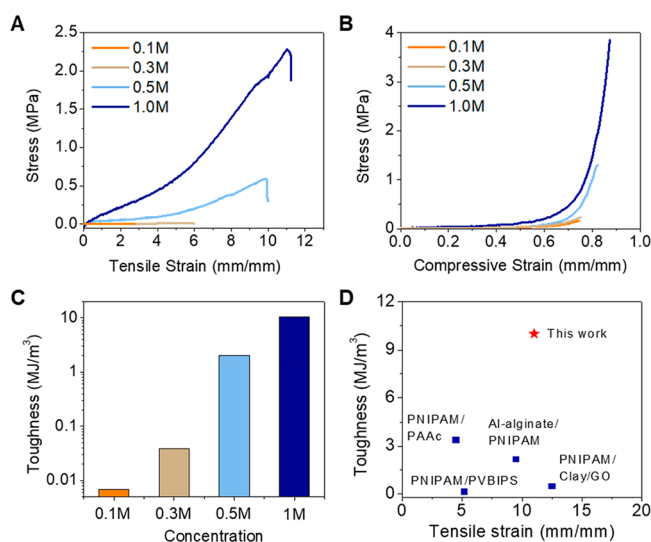 A
0.1M
0.3M
0.5M
1.0M
2.5
2.0
1.5
1.0
0.5
0.0
Stress (MPa)
0 2 4 6 8 10 12
Tensile Strain (mm/mm)
B
0.1M
0.3M
0.5M
1.0M
4
3
2
1
0
Stress (MPa)
0.0 0.2 0.4 0.6 0.8 1.0
Compressive Strain (mm/mm)
C
10
1
0.1
0.01
Toughness (MJ/m³)
0.1M 0.3M 0.5M 1M
Concentration
D
12
9
6
3
0
Toughness (MJ/m³)
This work
PNIPAM/
PAAc
Al-alginate/
PNIPAM
PNIPAM/
Clay/GO
PNIPAM/PVBIPS
0 5 10 15 20
Tensile strain (mm/mm)